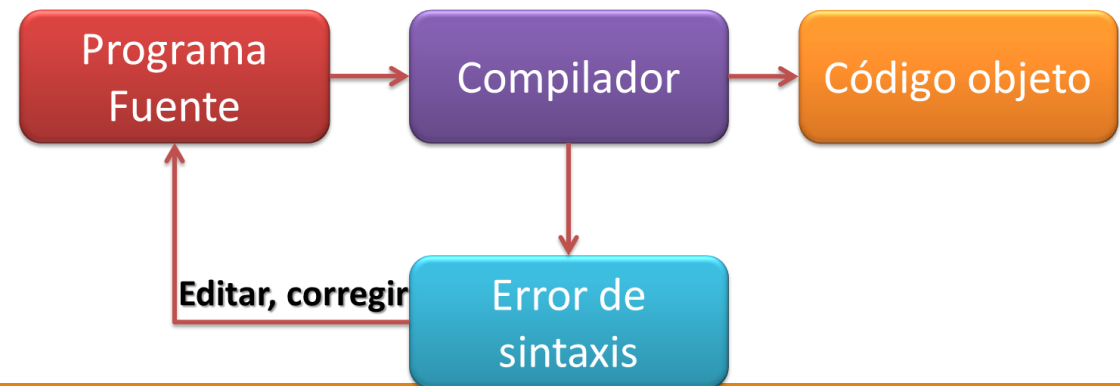 Programa
Fuente
Compilador
Código objeto
Editar, corregir
Error de
sintaxis